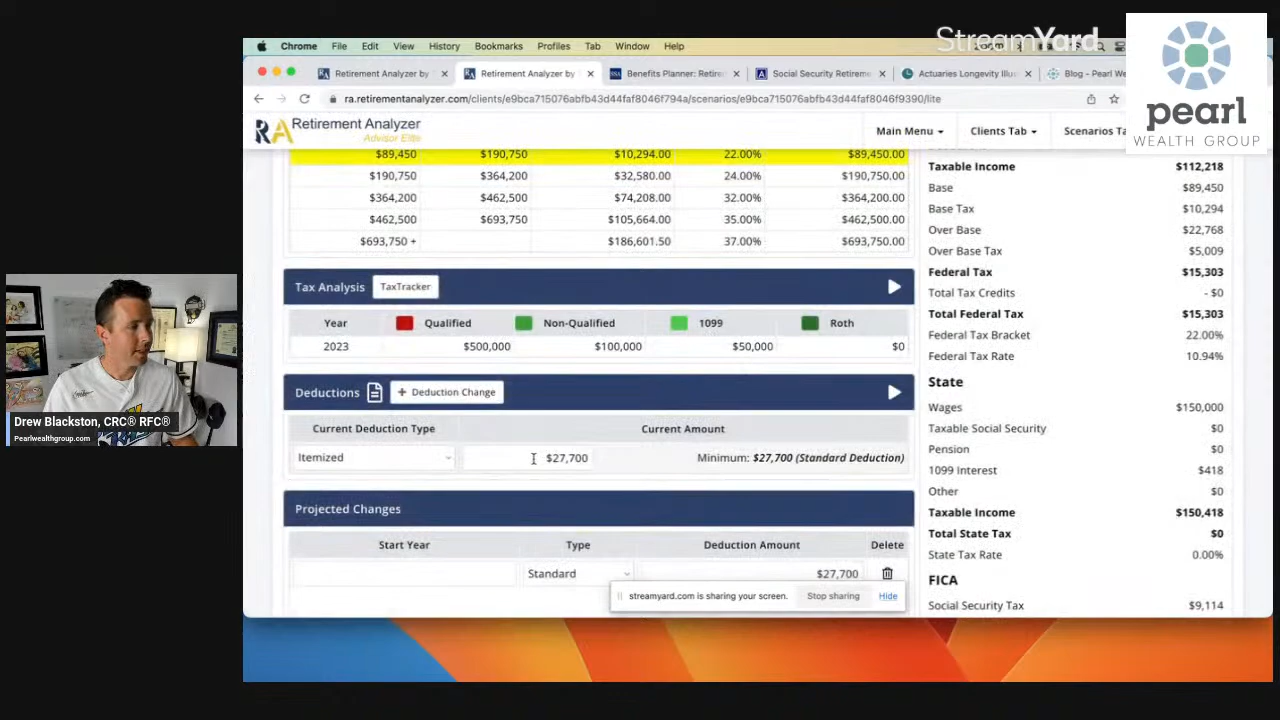 StreamYard
pearl
WEALTH GROUP
Chrome File Edit View History Bookmarks Profiles Tab Window Help
Retirement Analyzer by × Retirement Analyzer by × Benefits Planner: Retire × Social Security Retireme × Actuaries Longevity Illus × Blog - Pearl We
ra.retirementanalyzer.com/clients/e9bca715076abfb43d44faf8046f794a/scenarios/e9bca715076abfb43d44faf8046f9390/lite
RA Retirement Analyzer Main Menu Clients Tab Scenarios Ta
Advisor Elite
$89,450 $190,750 $10,294.00 22.00% $89,450.00
$190,750 $364,200 $32,580.00 24.00% $190,750.00
$364,200 $462,500 $74,208.00 32.00% $364,200.00
$462,500 $693,750 $105,664.00 35.00% $462,500.00
$693,750 + $186,601.50 37.00% $693,750.00
Tax Analysis TaxTracker
Year Qualified Non-Qualified 1099 Roth
2023 $500,000 $100,000 $50,000 $0
Deductions + Deduction Change
Current Deduction Type Current Amount
Itemized $27,700 Minimum: $27,700 (Standard Deduction)
Projected Changes
Start Year Type Deduction Amount Delete
Standard $27,700
streamyard.com is sharing your screen. Stop sharing Hide
Taxable Income $112,218
Base $89,450
Base Tax $10,294
Over Base $22,768
Over Base Tax $5,009
Federal Tax $15,303
Total Tax Credits - $0
Total Federal Tax $15,303
Federal Tax Bracket 22.00%
Federal Tax Rate 10.94%
State
Wages $150,000
Taxable Social Security $0
Pension $0
1099 Interest $418
Other $0
Taxable Income $150,418
Total State Tax $0
State Tax Rate 0.00%
FICA
Social Security Tax $9,114
Drew Blackston, CRC® RFC®
Pearlwealthgroup.com